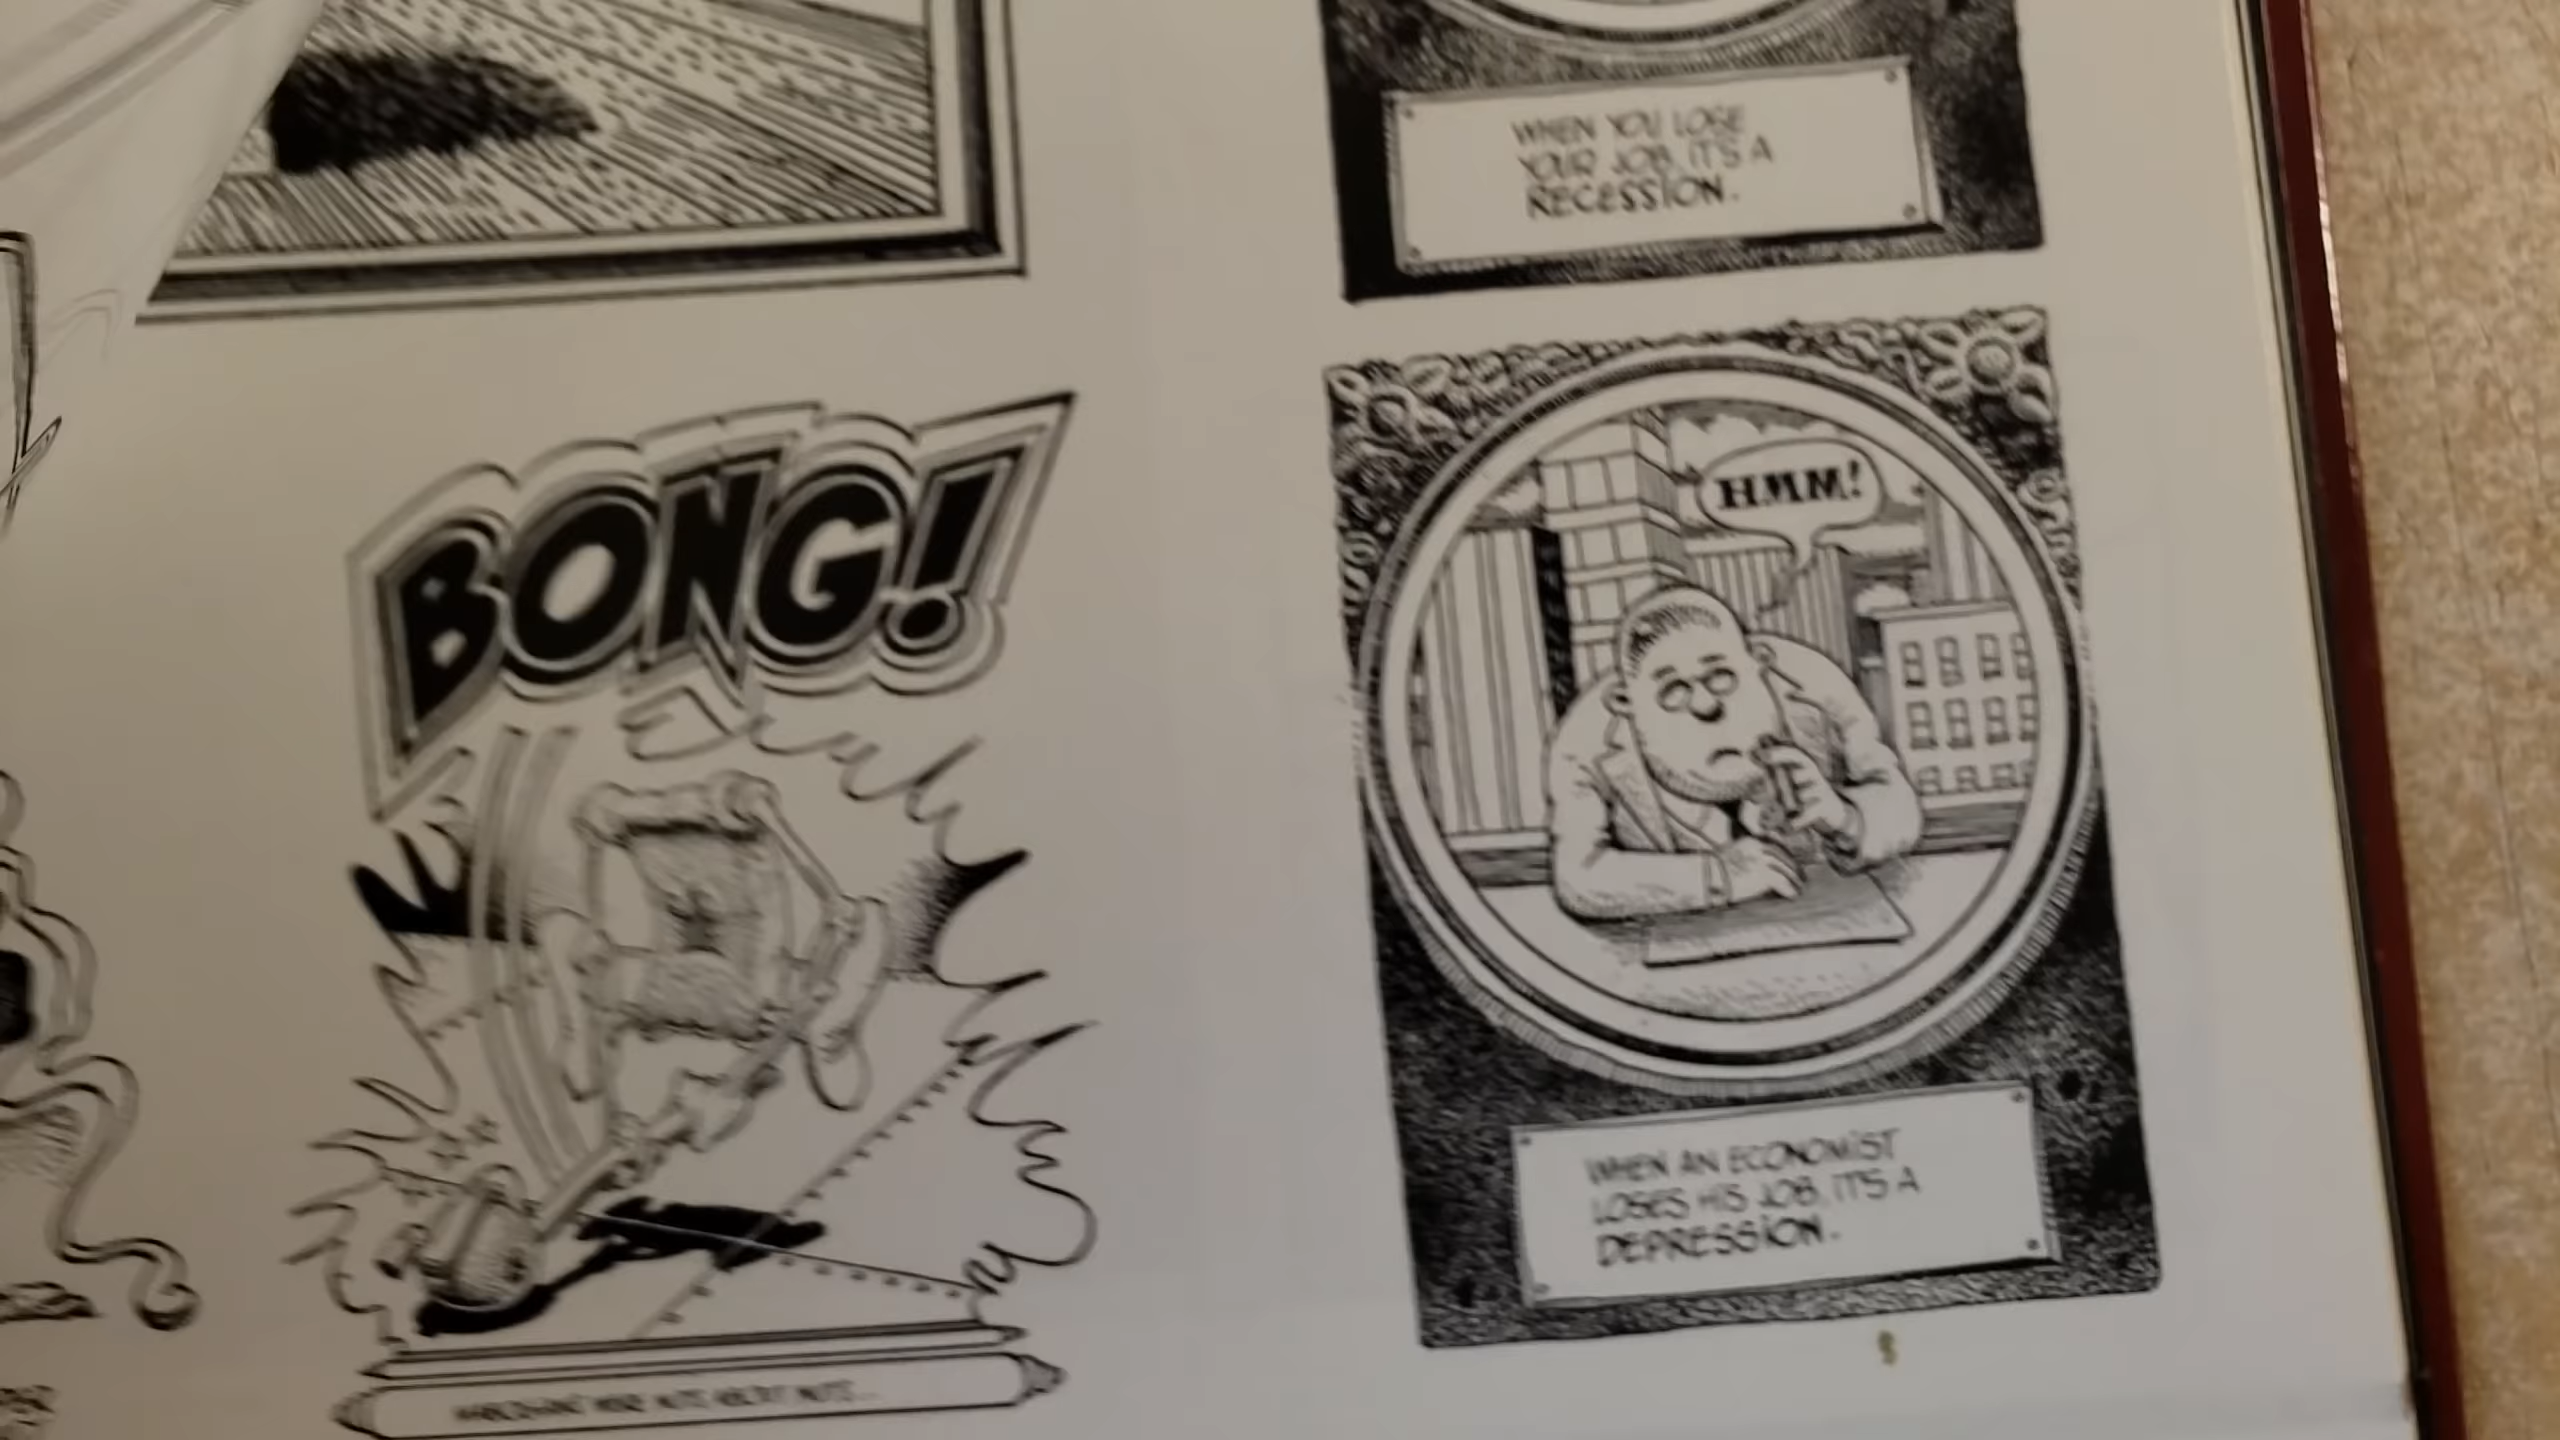 WHEN YOU LOSE
YOUR JOB, IT'S A
RECESSION.
BONG!
HMM!
WHEN AN ECONOMIST
LOSES HIS JOB, IT'S A
DEPRESSION.